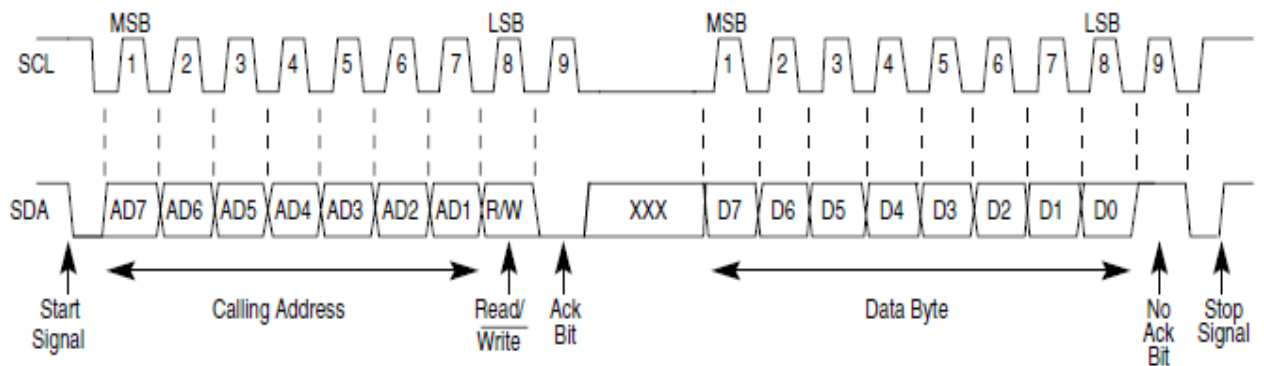 MSB LSB MSB LSB
SCL 1 2 3 4 5 6 7 8 9 1 2 3 4 5 6 7 8 9
SDA AD7 AD6 AD5 AD4 AD3 AD2 AD1 R/W XXX D7 D6 D5 D4 D3 D2 D1 D0
Start
Signal
Calling Address
Read/
Write
Ack
Bit
Data Byte
No
Ack
Bit
Stop
Signal